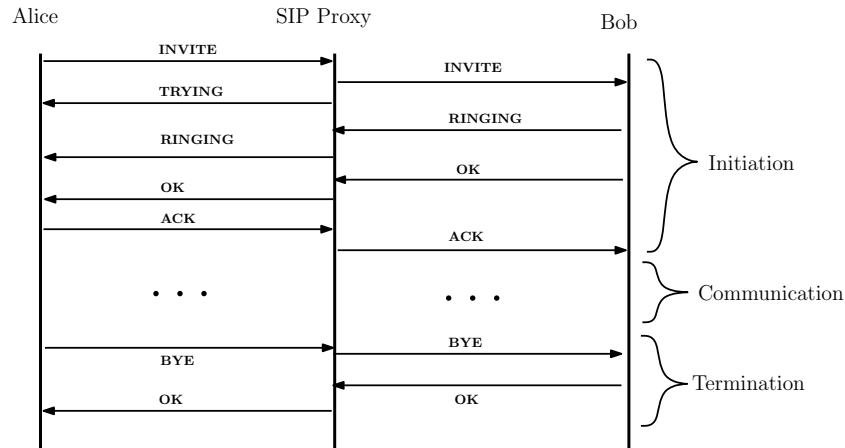 Alice
SIP Proxy
Bob
INVITE
INVITE
TRYING
RINGING
RINGING
OK
OK
ACK
ACK
Initiation
. . .
. . .
Communication
BYE
BYE
OK
OK
Termination